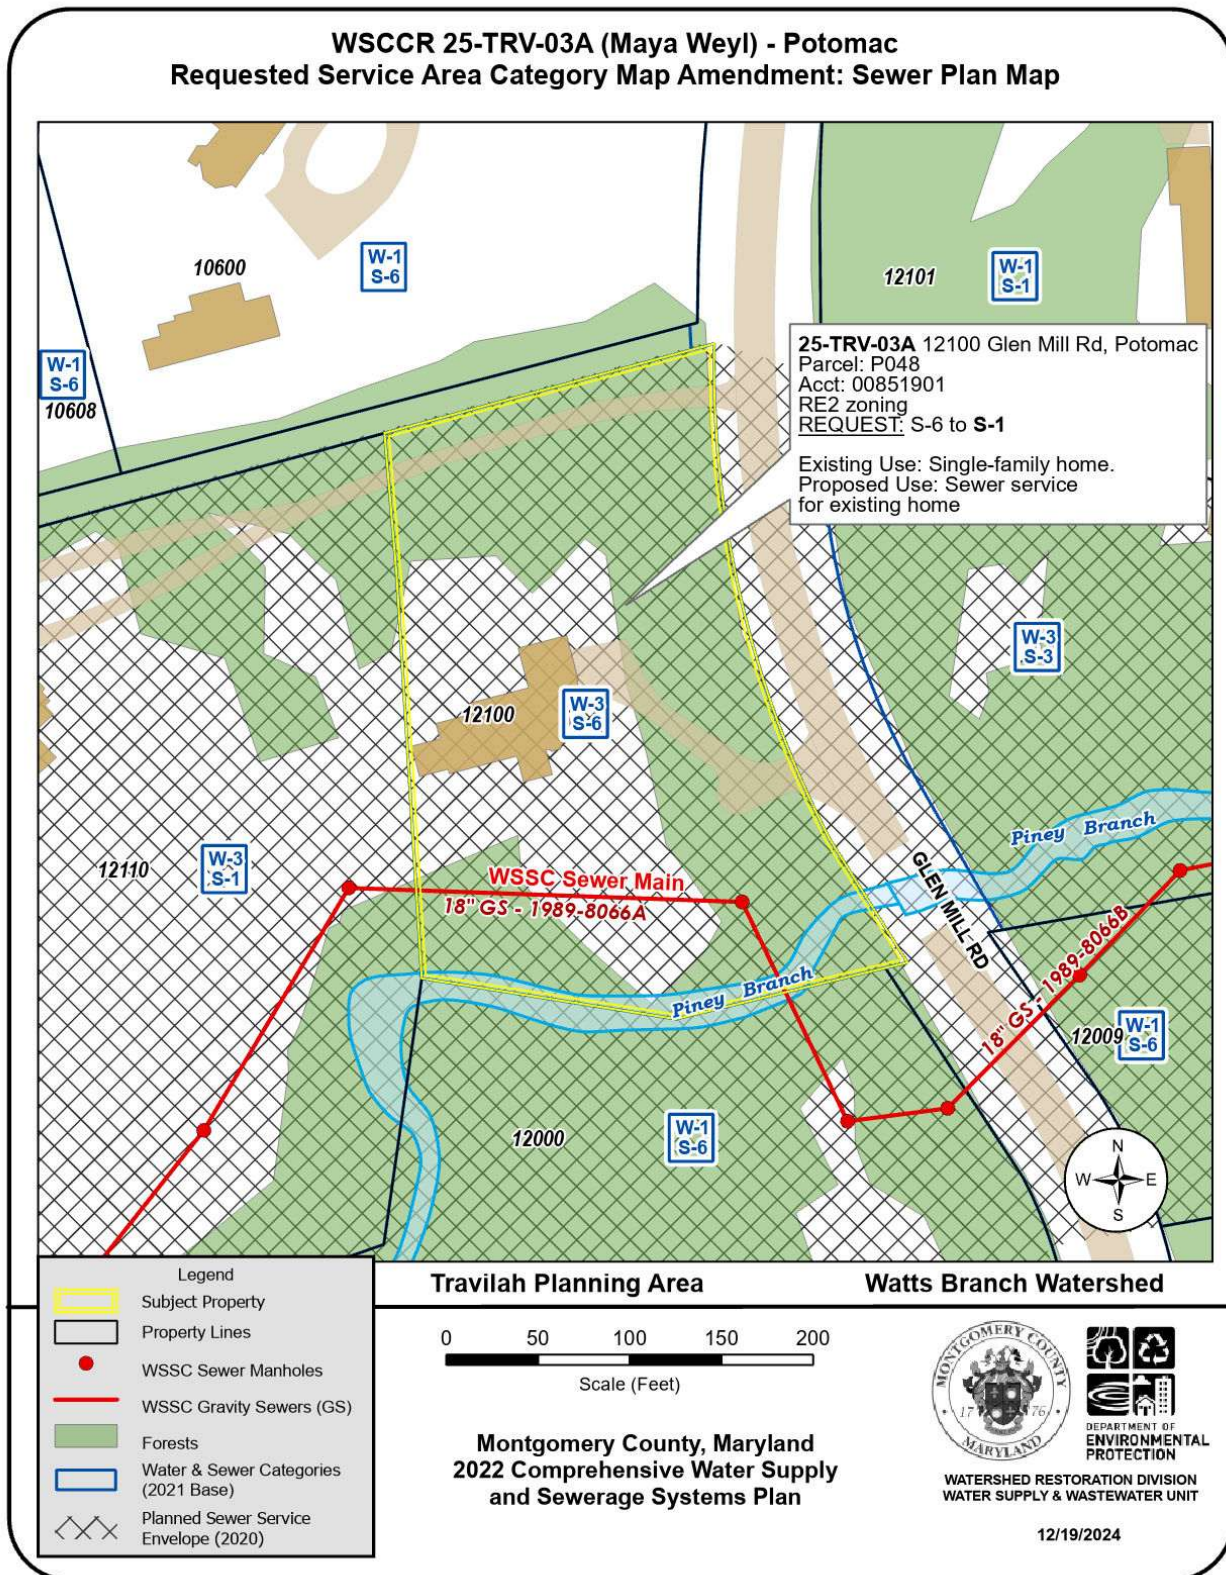 WSCCR 25-TRV-03A (Maya Weyl) - Potomac
Requested Service Area Category Map Amendment: Sewer Plan Map
10600
W-1
S-6
12101
W-1
S-1
W-1
S-6
10608
25-TRV-03A 12100 Glen Mill Rd, Potomac
Parcel: P048
Acct: 00851901
RE2 zoning
REQUEST: S-6 to S-1
Existing Use: Single-family home.
Proposed Use: Sewer service
for existing home
W-3
S-3
12100
W-3
S-6
Piney Branch
12110
W-3
S-1
WSSC Sewer Main
18" GS - 1989-8066A
GLEN MILL RD
Piney Branch
18" GS - 1989-8066B
12009
W-1
S-6
12000
W-1
S-6
N
W
E
S
Travilah Planning Area
Watts Branch Watershed
Legend
Subject Property
Property Lines
WSSC Sewer Manholes
WSSC Gravity Sewers (GS)
Forests
Water & Sewer Categories
(2021 Base)
Planned Sewer Service
Envelope (2020)
0 50 100 150 200
Scale (Feet)
Montgomery County, Maryland
2022 Comprehensive Water Supply
and Sewerage Systems Plan
MONTGOMERY COUNTY
17 76
MARYLAND
DEPARTMENT OF
ENVIRONMENTAL
PROTECTION
WATERSHED RESTORATION DIVISION
WATER SUPPLY & WASTEWATER UNIT
12/19/2024